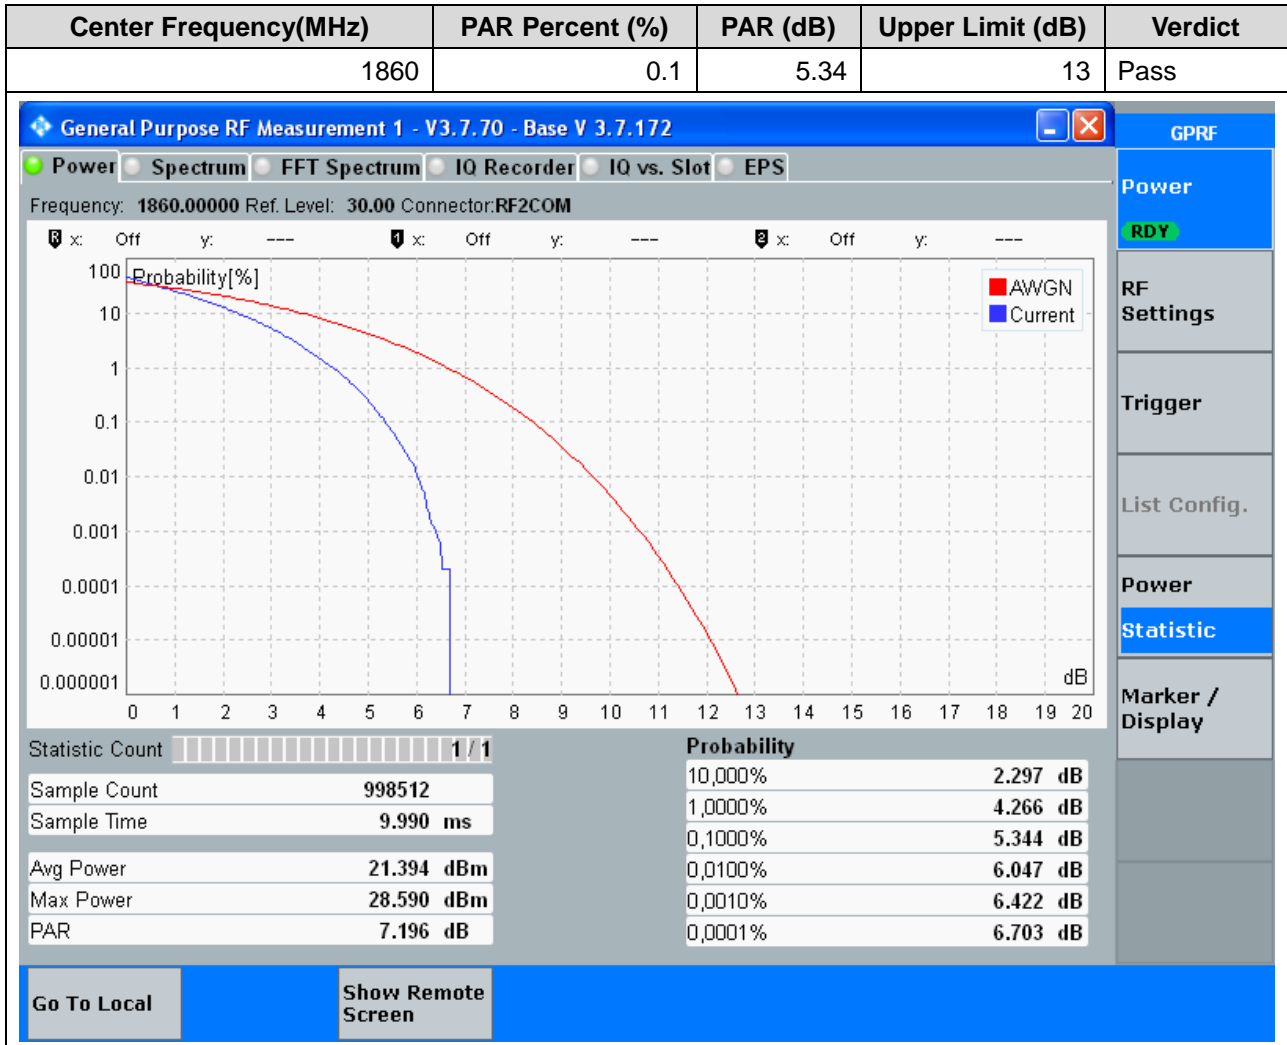 Center Frequency(MHz) PAR Percent (%) PAR (dB) Upper Limit (dB) Verdict
1860 0.1 5.34 13 Pass
General Purpose RF Measurement 1 - V3.7.70 - Base V 3.7.172
GPRF
Power Spectrum FFT Spectrum IQ Recorder IQ vs. Slot EPS
Power
RDY
Frequency: 1860.00000 Ref. Level: 30.00 Connector:RF2COM
R x: Off y: --- 1 x: Off y: --- 2 x: Off y: ---
Probability[%]
AWGN
Current
100
10
1
0.1
0.01
0.001
0.0001
0.00001
0.000001
dB
0 1 2 3 4 5 6 7 8 9 10 11 12 13 14 15 16 17 18 19 20
RF
Settings
Trigger
List Config.
Power
Statistic
Marker /
Display
Statistic Count 1 / 1
Sample Count 998512
Sample Time 9.990 ms
Avg Power 21.394 dBm
Max Power 28.590 dBm
PAR 7.196 dB
Probability
10,000% 2.297 dB
1,0000% 4.266 dB
0,1000% 5.344 dB
0,0100% 6.047 dB
0,0010% 6.422 dB
0,0001% 6.703 dB
Go To Local
Show Remote
Screen